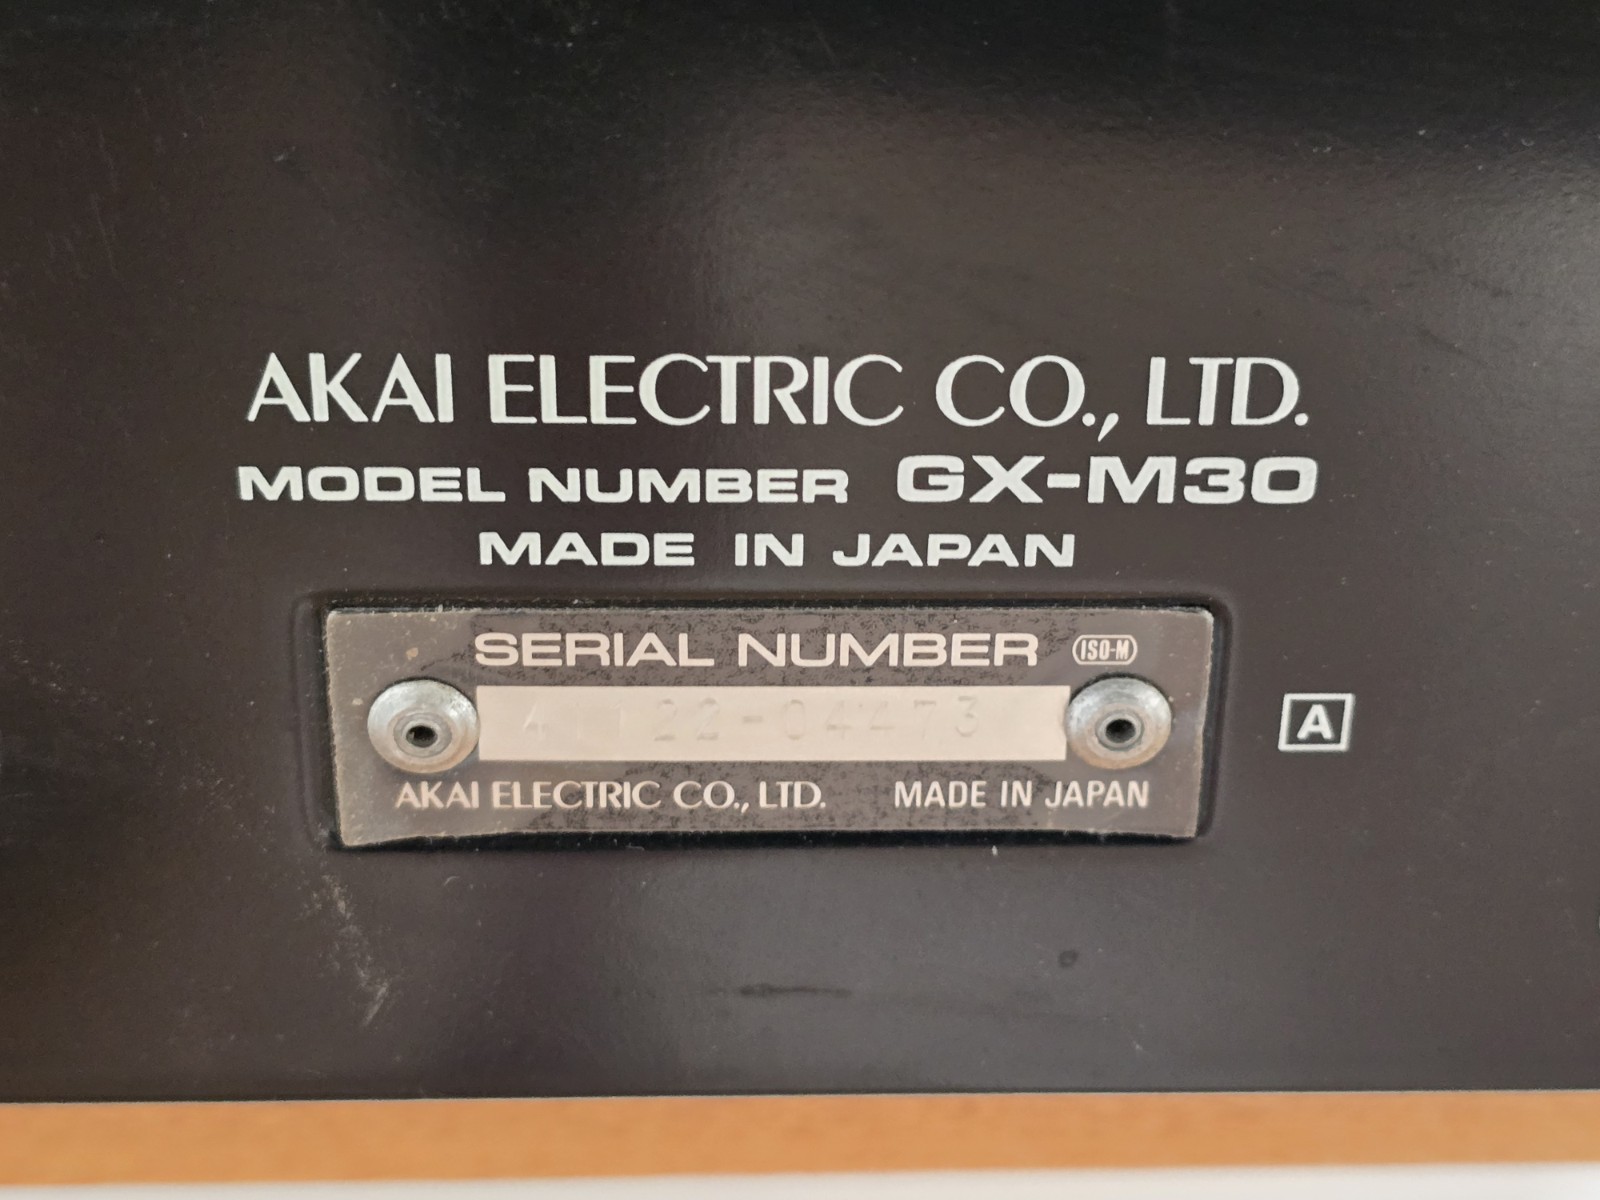 AKAI ELECTRIC CO., LTD.
MODEL NUMBER GX-M30
MADE IN JAPAN
SERIAL NUMBER ISO-M
A
AKAI ELECTRIC CO., LTD. MADE IN JAPAN